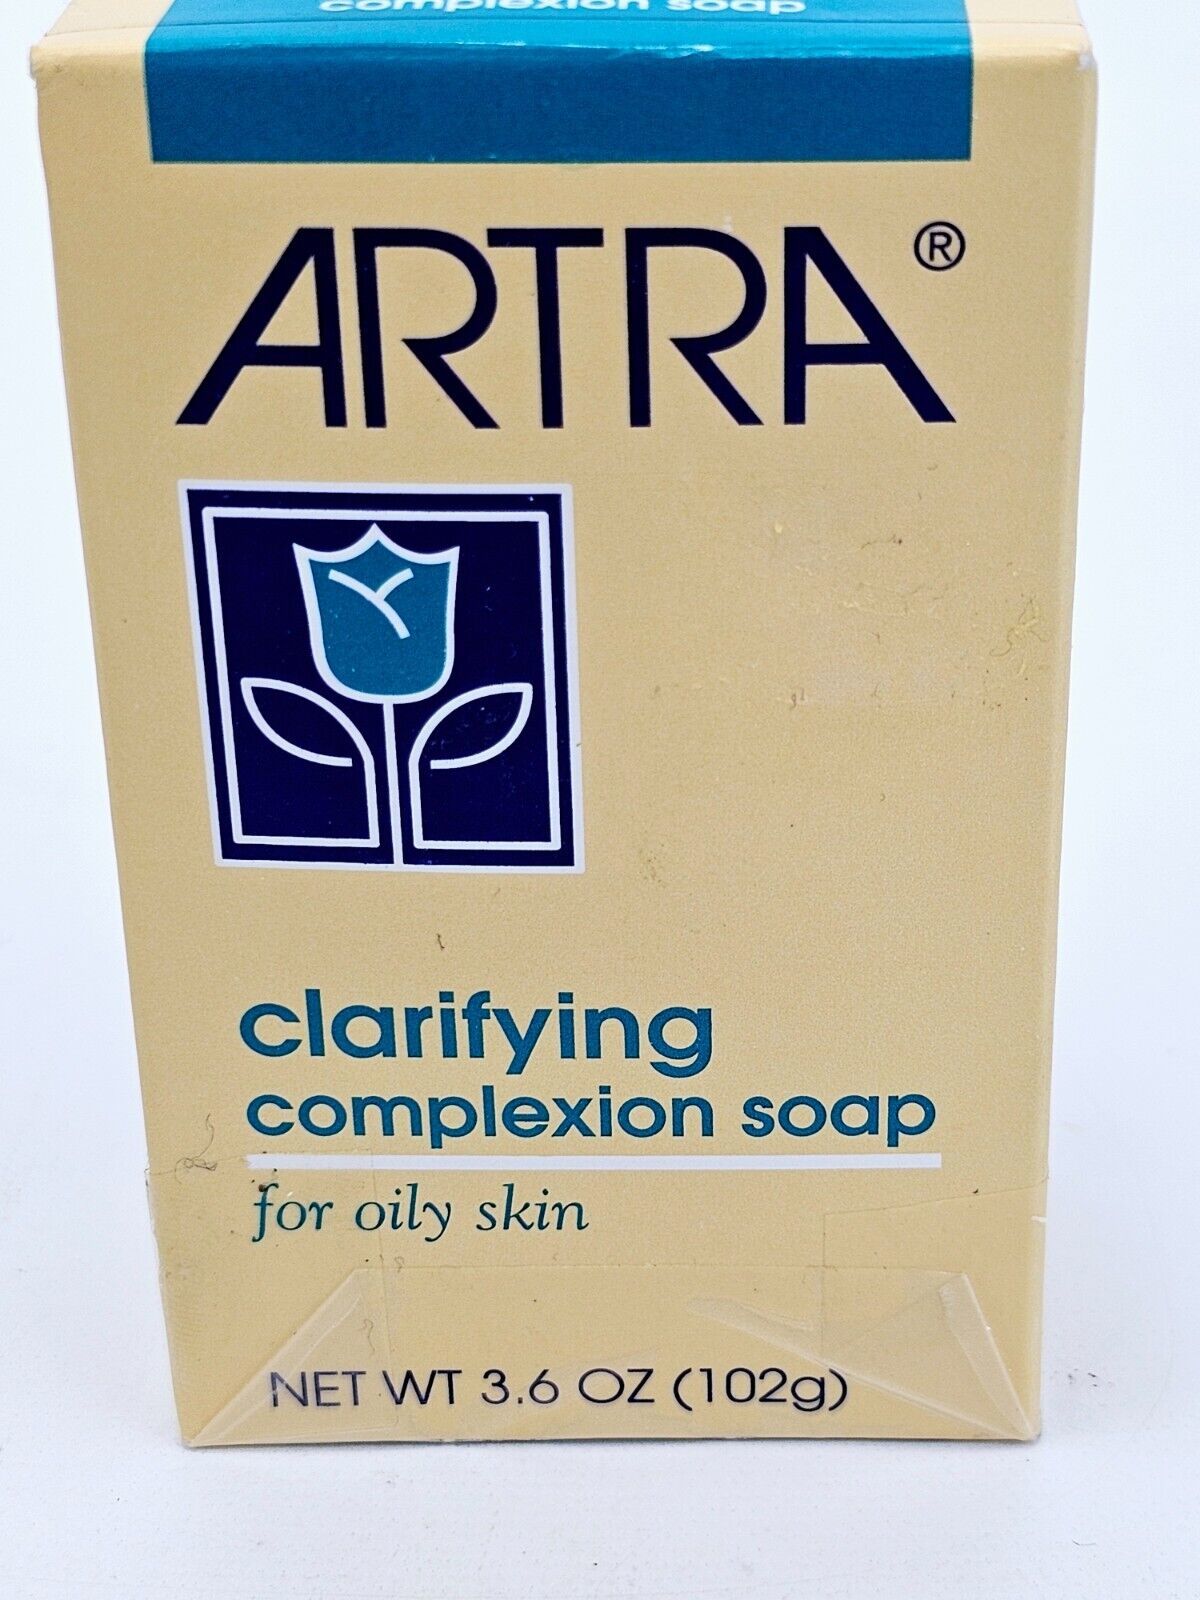 complexion soap
ARTRA®
clarifying
complexion soap
for oily skin
NET WT 3.6 OZ (102g)